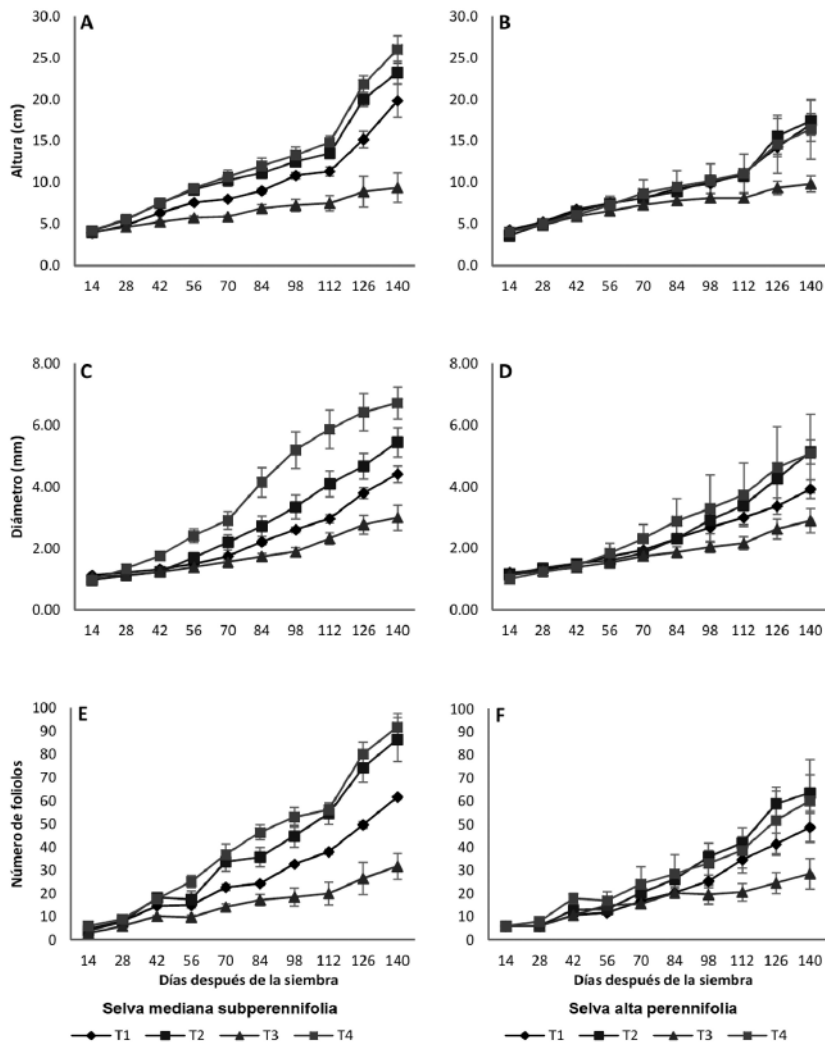 A
Altura (cm)
30.0
25.0
20.0
15.0
10.0
5.0
0.0
14 28 42 56 70 84 98 112 126 140
B
30.0
25.0
20.0
15.0
10.0
5.0
0.0
14 28 42 56 70 84 98 112 126 140
C
Diámetro (mm)
8.00
6.00
4.00
2.00
0.00
14 28 42 56 70 84 98 112 126 140
D
8.00
6.00
4.00
2.00
0.00
14 28 42 56 70 84 98 112 126 140
E
Número de foliolos
100
90
80
70
60
50
40
30
20
10
0
14 28 42 56 70 84 98 112 126 140
Días después de la siembra
Selva mediana subperennifolia
T1 T2 T3 T4
F
100
90
80
70
60
50
40
30
20
10
0
14 28 42 56 70 84 98 112 126 140
Días después de la siembra
Selva alta perennifolia
T1 T2 T3 T4